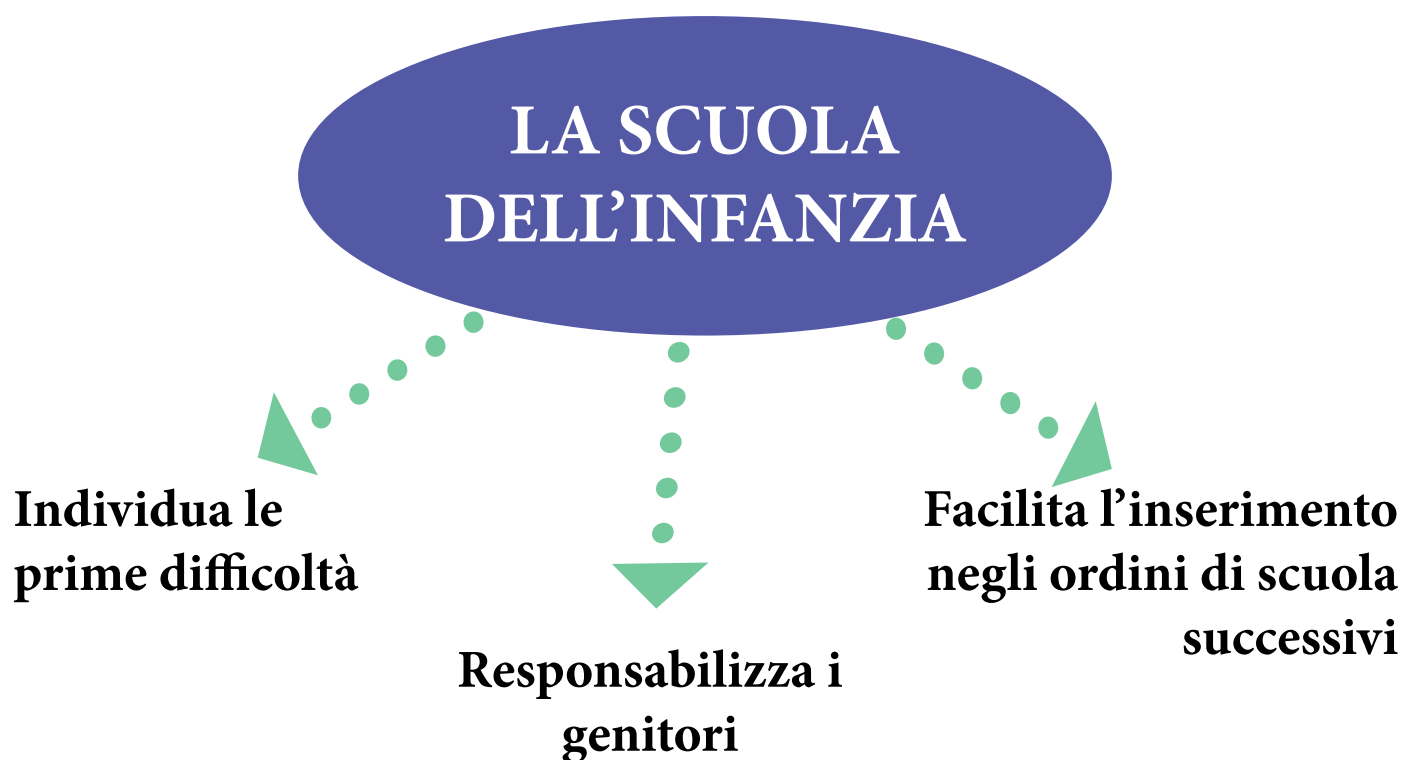 LA SCUOLA
DELL’INFANZIA
Individua le
prime difficoltà
Responsabilizza i
genitori
Facilita l’inserimento
negli ordini di scuola
successivi